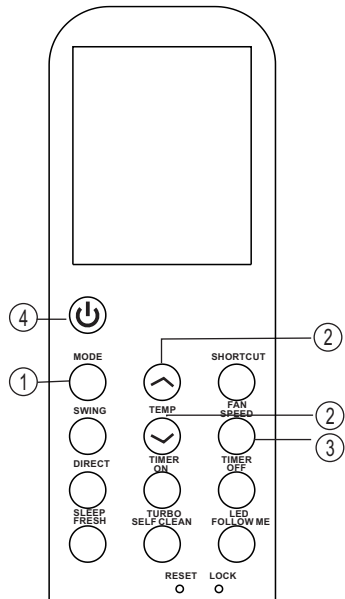 4
2
MODE
SHORTCUT
1
SWING
TEMP
FAN
SPEED
2
3
DIRECT
TIMER
ON
TIMER
OFF
SLEEP
FRESH
TURBO
SELF CLEAN
LED
FOLLOW ME
RESET
LOCK